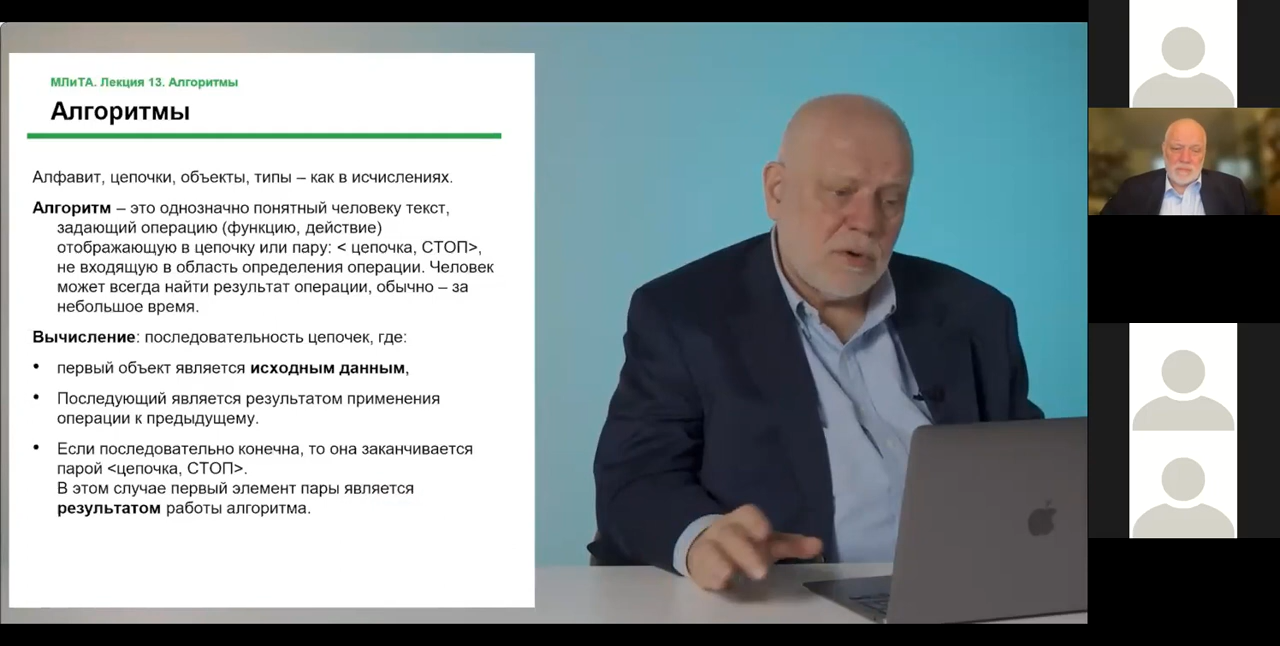 МЛиТА. Лекция 13. Алгоритмы
Алгоритмы
Алфавит, цепочки, объекты, типы – как в исчислениях.
Алгоритм – это однозначно понятный человеку текст,
задающий операцию (функцию, действие)
отображающую в цепочку или пару: < цепочка, СТОП>,
не входящую в область определения операции. Человек
может всегда найти результат операции, обычно – за
небольшое время.
Вычисление: последовательность цепочек, где:
• первый объект является исходным данным,
• Последующий является результатом применения
операции к предыдущему.
• Если последовательно конечна, то она заканчивается
парой <цепочка, СТОП>.
В этом случае первый элемент пары является
результатом работы алгоритма.